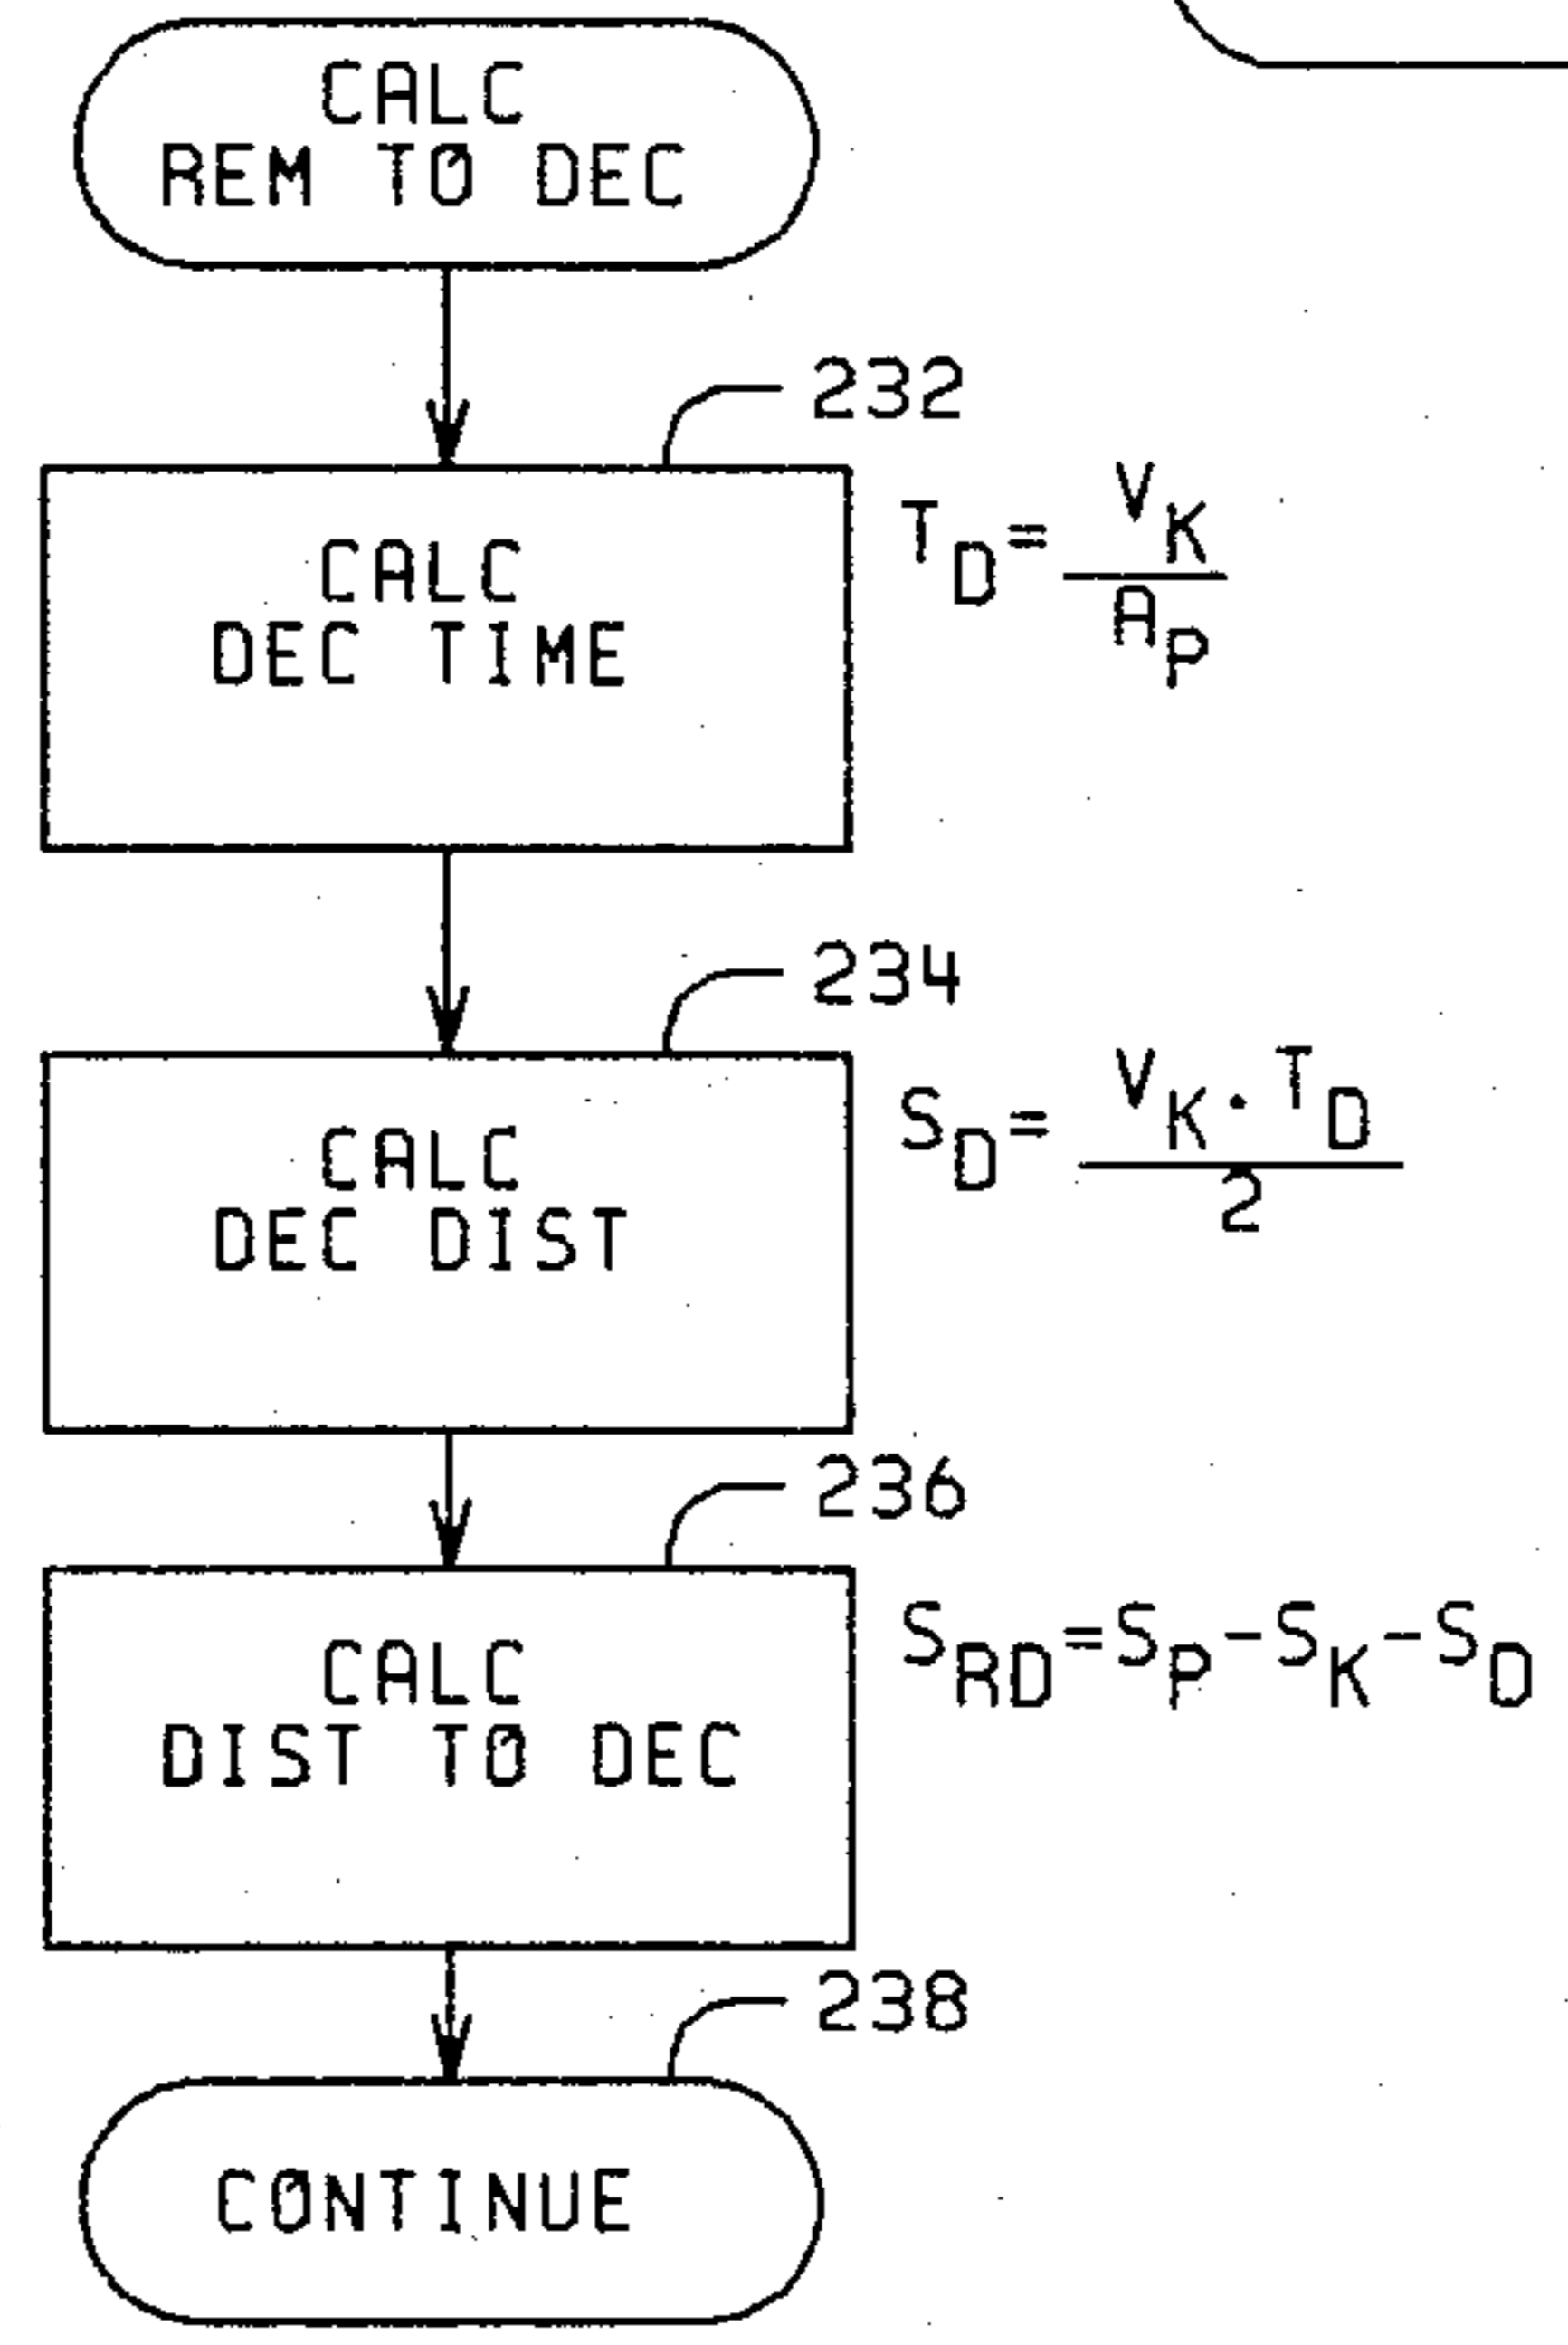 CALC
REM TO DEC
232
CALC
DEC TIME
T_D = V_K / A_P
234
CALC
DEC DIST
S_D = V_K · T_D / 2
236
CALC
DIST TO DEC
S_RD = S_P - S_K - S_D
238
CONTINUE